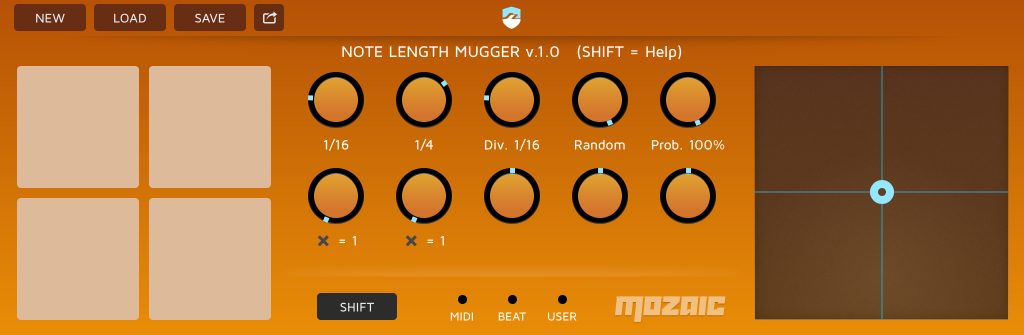 NEW LOAD SAVE
NOTE LENGTH MUGGER v.1.0 (SHIFT = Help)
1/16 1/4 Div. 1/16 Random Prob. 100%
✖ = 1 ✖ = 1
SHIFT
MIDI BEAT USER
MOZAIC